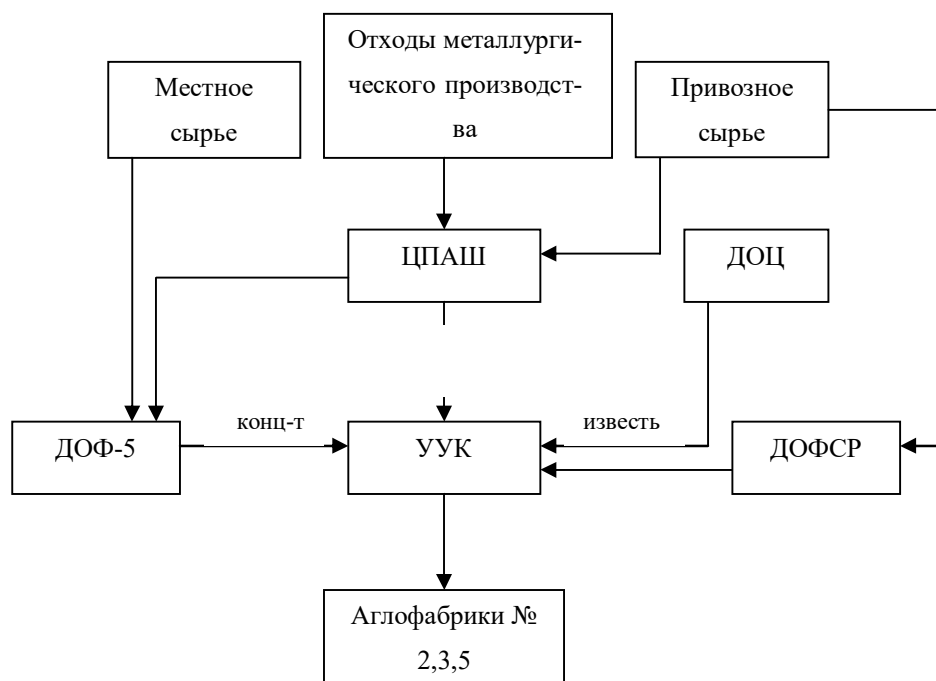 Местное
сырье
Отходы металлурги-
ческого производст-
ва
Привозное
сырье
ЦПАШ
ДОЦ
ДОФ-5
конц-т
УУК
известь
ДОФСР
Аглофабрики №
2,3,5